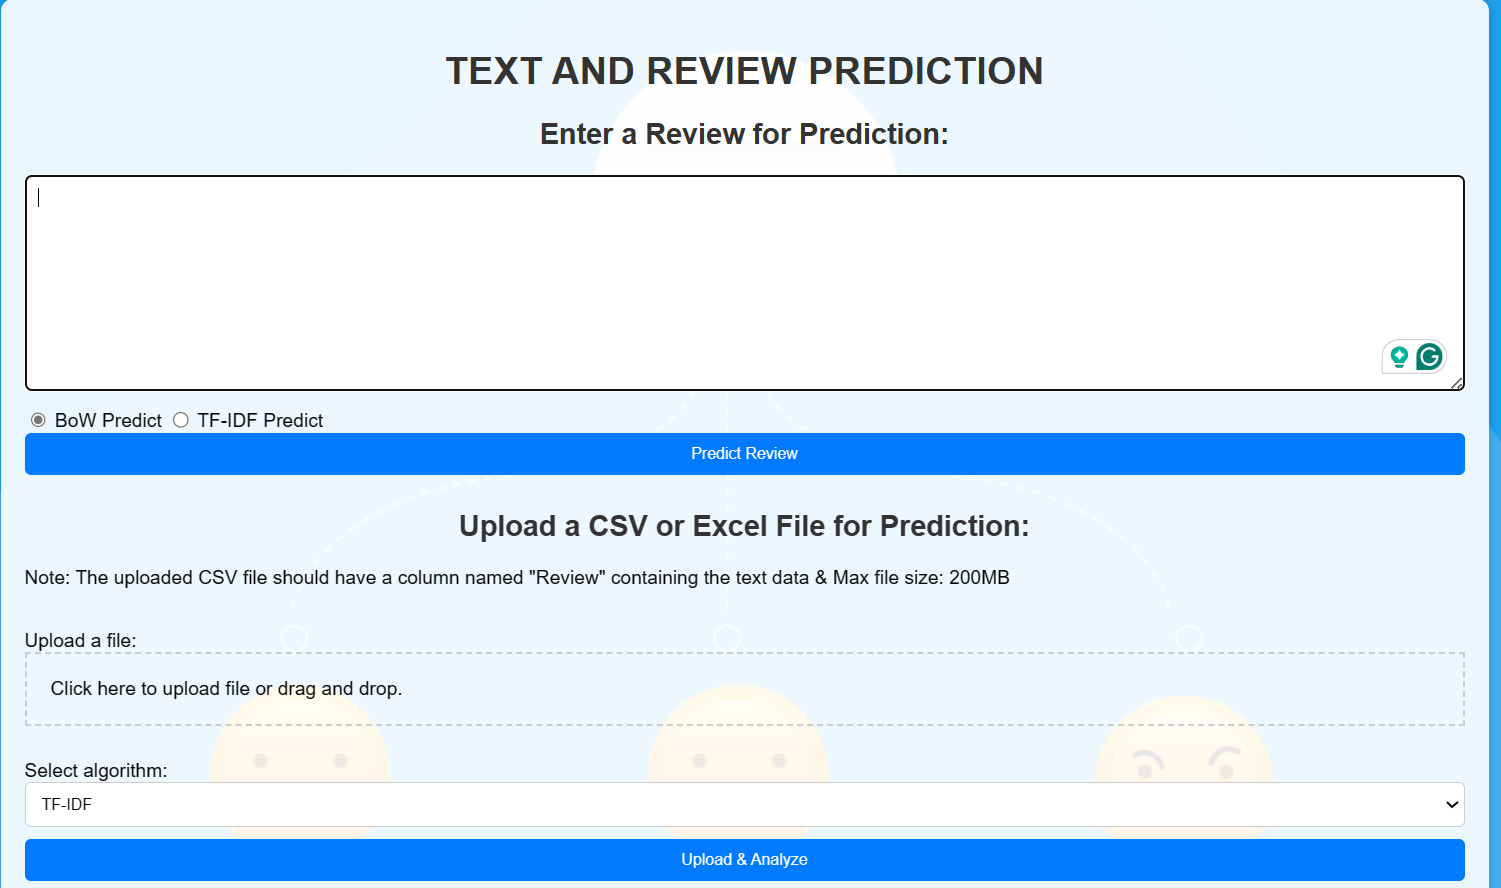 TEXT AND REVIEW PREDICTION
Enter a Review for Prediction:
BoW Predict TF-IDF Predict
Predict Review
Upload a CSV or Excel File for Prediction:
Note: The uploaded CSV file should have a column named "Review" containing the text data & Max file size: 200MB
Upload a file:
Click here to upload file or drag and drop.
Select algorithm:
TF-IDF
Upload & Analyze